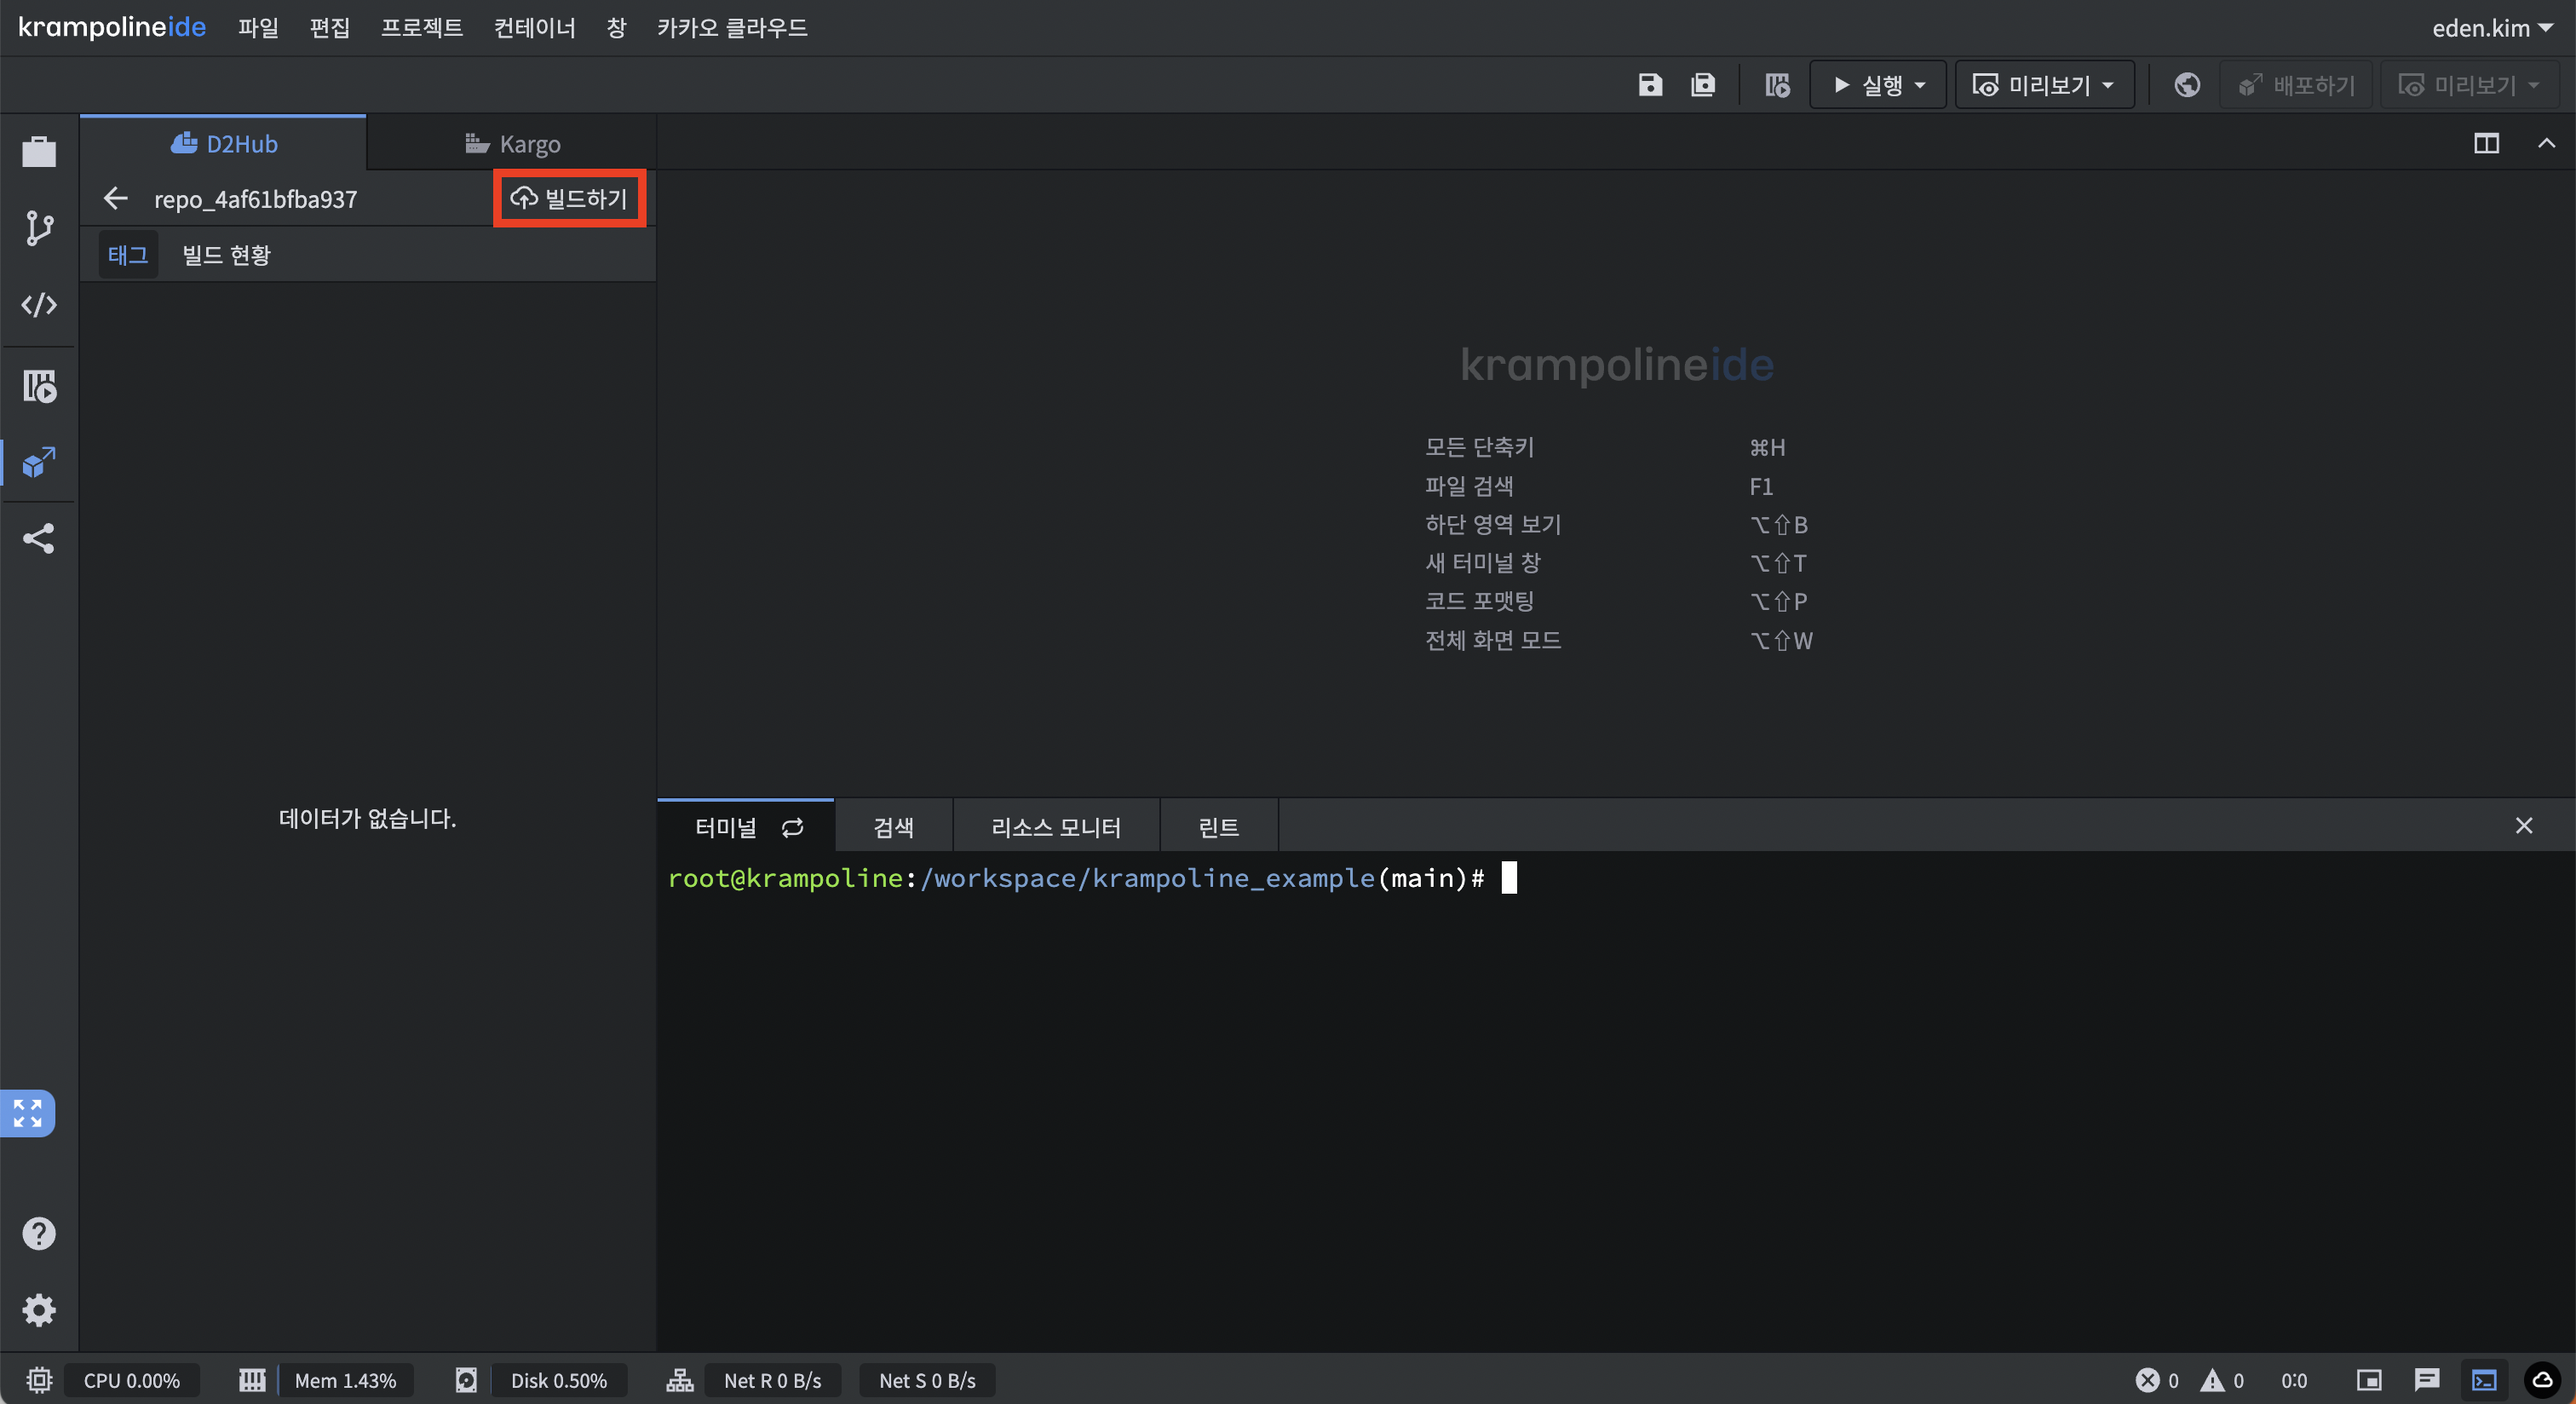 krampolineide 파일 편집 프로젝트 컨테이너 창 카카오 클라우드 eden.kim
실행 미리보기 배포하기 미리보기
D2Hub Kargo
repo_4af61bfba937 빌드하기
태그 빌드 현황
krampolineide
모든 단축키 ⌘H
파일 검색 F1
하단 영역 보기 ⌥⇧B
새 터미널 창 ⌥⇧T
코드 포맷팅 ⌥⇧P
전체 화면 모드 ⌥⇧W
데이터가 없습니다.
터미널 검색 리소스 모니터 린트
root@krampoline:/workspace/krampoline_example(main)#
CPU 0.00% Mem 1.43% Disk 0.50% Net R 0 B/s Net S 0 B/s 0 0 0:0